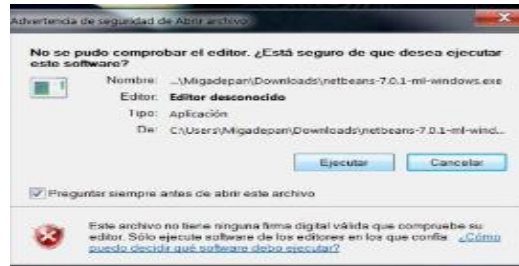 Advertencia de seguridad de Abrir archivo
No se pudo comprobar el editor. ¿Está seguro de que desea ejecutar
este software?
Nombre: ...\Migadepan\Downloads\netbeans-7.0.1-ml-windows.exe
Editor: Editor desconocido
Tipo: Aplicación
De: C:\Users\Migadepan\Downloads\netbeans-7.0.1-ml-wind...
Ejecutar Cancelar
Preguntar siempre antes de abrir este archivo
Este archivo no tiene ninguna firma digital válida que compruebe su
editor. Sólo ejecute software de los editores en los que confía. ¿Cómo
puedo decidir qué software debo ejecutar?